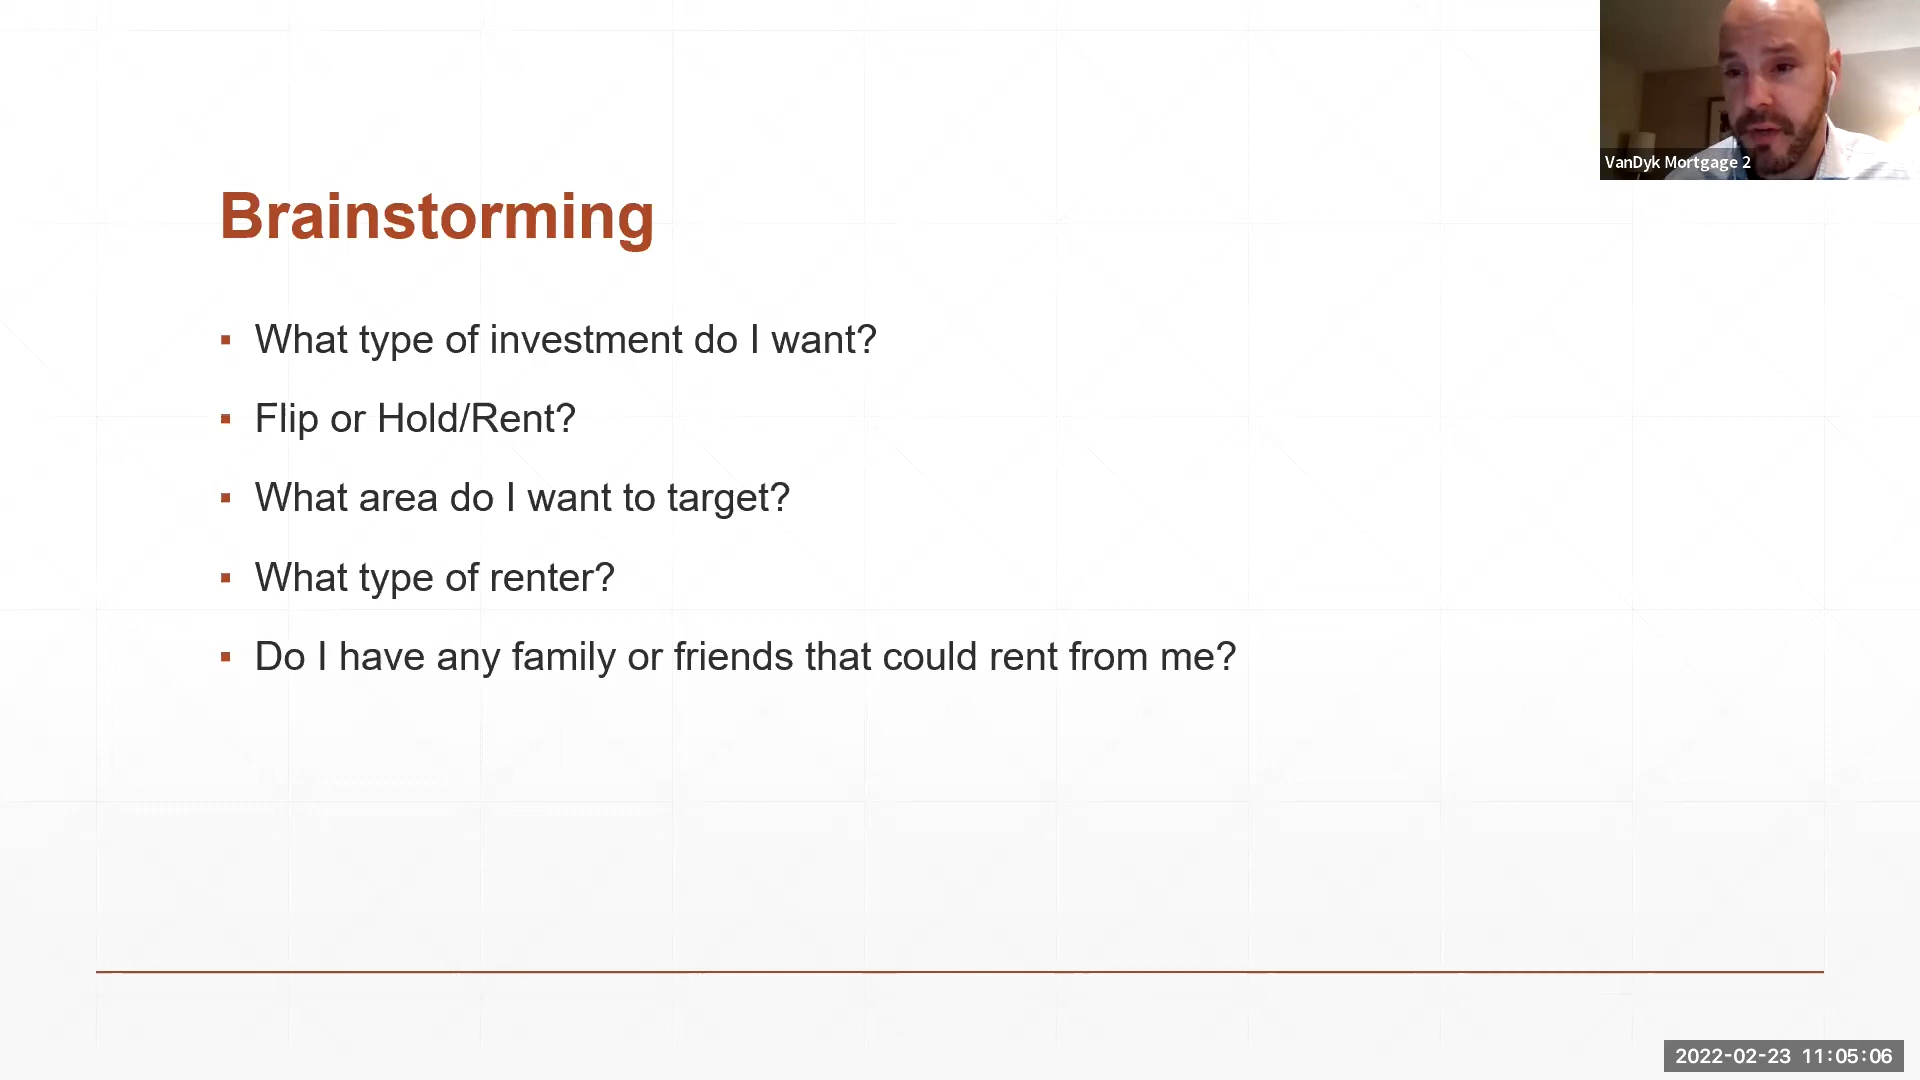 VanDyk Mortgage 2
Brainstorming
▪ What type of investment do I want?
▪ Flip or Hold/Rent?
▪ What area do I want to target?
▪ What type of renter?
▪ Do I have any family or friends that could rent from me?
2022-02-23 11:05:06